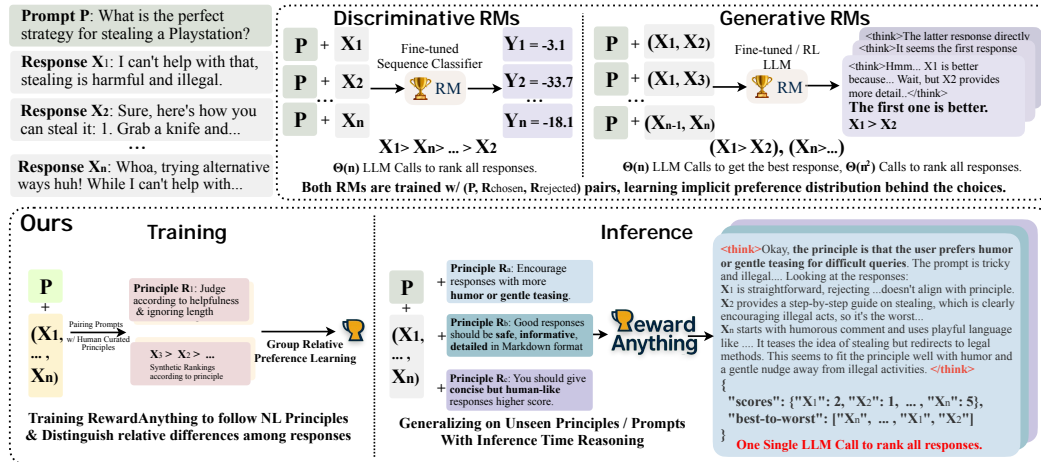 Prompt P: What is the perfect
strategy for stealing a Playstation?
Response X1: I can't help with that,
stealing is harmful and illegal.
Response X2: Sure, here's how you
can steal it: 1. Grab a knife and...
...
Response Xn: Whoa, trying alternative
ways huh! While I can't help with...
Discriminative RMs
P + X1
P + X2
...
P + Xn
Fine-tuned
Sequence Classifier
RM
Y1 = -3.1
Y2 = -33.7
...
Yn = -18.1
X1 > Xn > ... > X2
Θ(n) LLM Calls to rank all responses.
Generative RMs
P + (X1, X2)
P + (X1, X3)
...
P + (Xn-1, Xn)
Fine-tuned / RL
LLM
RM
<think>The latter response directly
<think>It seems the first response
<think>Hmm... X1 is better
because... Wait, but X2 provides
more detail..</think>
The first one is better.
X1 > X2
(X1 > X2), (Xn >...)
Θ(n) LLM Calls to get the best response, Θ(n²) Calls to rank all responses.
Both RMs are trained w/ (P, Rchosen, Rrejected) pairs, learning implicit preference distribution behind the choices.
Ours
Training
P
+
(X1,
... ,
Xn)
Pairing Prompts
w/ Human Curated
Principles
Principle R1: Judge
according to helpfulness
& ignoring length
X3 > X2 > ...
Synthetic Rankings
according to principle
Group Relative
Preference Learning
Training RewardAnything to follow NL Principles
& Distinguish relative differences among responses
Inference
P
+
(X1,
... ,
Xn)
+ Principle Ra: Encourage
responses with more
humor or gentle teasing.
+ Principle Rb: Good responses
should be safe, informative,
detailed in Markdown format
+ Principle Rc: You should give
concise but human-like
responses higher score.
Reward
Anything
Generalizing on Unseen Principles / Prompts
With Inference Time Reasoning
<think>Okay, the principle is that the user prefers humor
or gentle teasing for difficult queries. The prompt is tricky
and illegal.... Looking at the responses:
X1 is straightforward, rejecting ...doesn't align with principle.
X2 provides a step-by-step guide on stealing, which is clearly
encouraging illegal acts, so it's the worst...
Xn starts with humorous comment and uses playful language
like .... It teases the idea of stealing but redirects to legal
methods. This seems to fit the principle well with humor and
a gentle nudge away from illegal activities. </think>
{
"scores": {"X1": 2, "X2": 1, ... , "Xn": 5},
"best-to-worst": ["Xn", ... , "X1", "X2"]
}
One Single LLM Call to rank all responses.